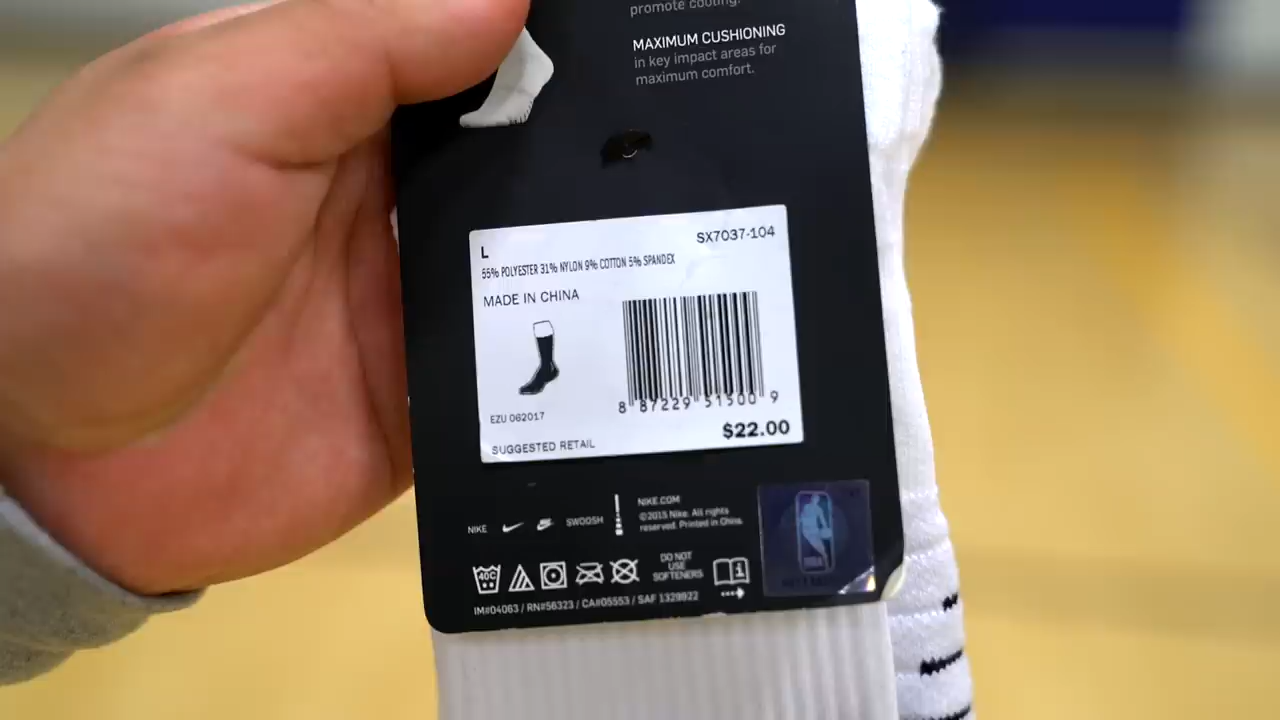 promote cooling.
MAXIMUM CUSHIONING
in key impact areas for
maximum comfort.
L
SX7037-104
55% POLYESTER 31% NYLON 9% COTTON 5% SPANDEX
MADE IN CHINA
8 87229 51500 9
EZU 062017
$22.00
SUGGESTED RETAIL
NIKE
SWOOSH
NIKE.COM
©2015 Nike. All rights
reserved. Printed in China.
40C
DO NOT
USE
SOFTENERS
i
IM#04063 / RN#56323 / CA#05553 / SAF 1329922
NBA